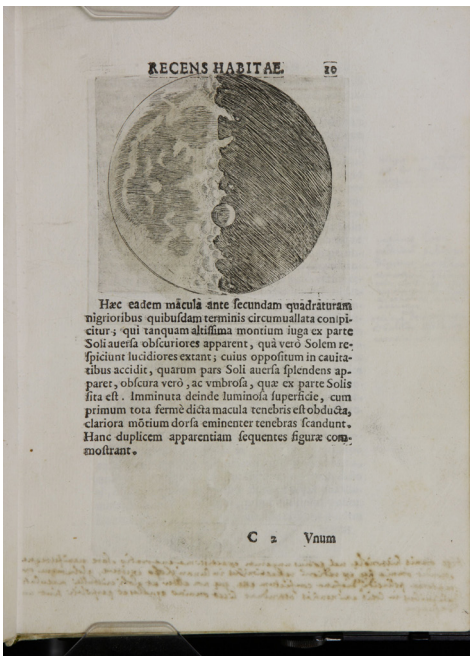 RECENS HABITAE. 10
Hæc eadem macula ante ſecundam quadraturam
nigrioribus quibuſdam terminis circumuallata conſpi-
citur; qui tanquam altiſſima montium iuga ex parte
Soli auerſa obſcuriores apparent, quà verò Solem re-
ſpiciunt lucidiores extant; cuius oppoſitum in cauita-
tibus accidit, quarum pars Soli auerſa ſplendens ap-
paret, obſcura verò, ac vmbroſa, quæ ex parte Solis
ſita eſt. Imminuta deinde luminoſa ſuperficie, cum
primum tota fermè dicta macula tenebris eſt obducta,
clariora mõtium dorſa eminenter tenebras ſcandunt.
Hanc duplicem apparentiam ſequentes figuræ com-
moſtrant.
C 2 Vnum